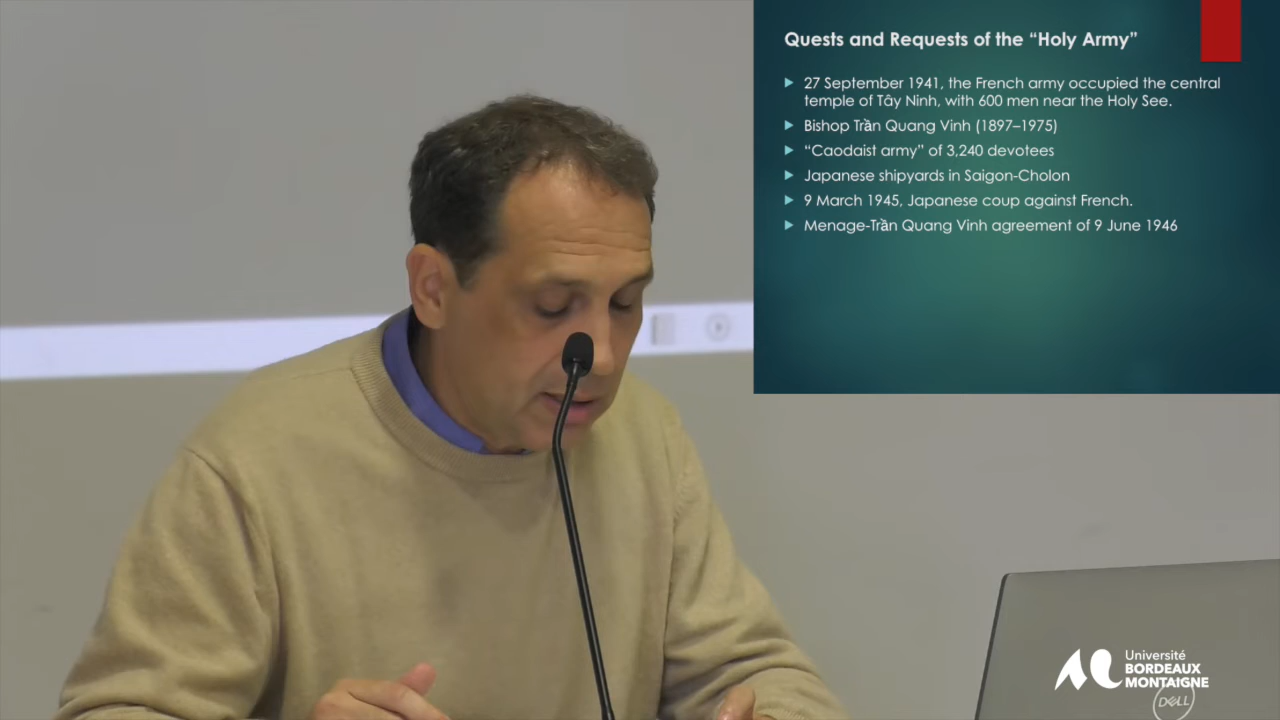 Quests and Requests of the “Holy Army”
27 September 1941, the French army occupied the central
temple of Tây Ninh, with 600 men near the Holy See.
Bishop Trần Quang Vinh (1897–1975)
“Caodaist army” of 3,240 devotees
Japanese shipyards in Saigon-Cholon
9 March 1945, Japanese coup against French.
Menage-Trần Quang Vinh agreement of 9 June 1946
Université
BORDEAUX
MONTAIGNE
DELL